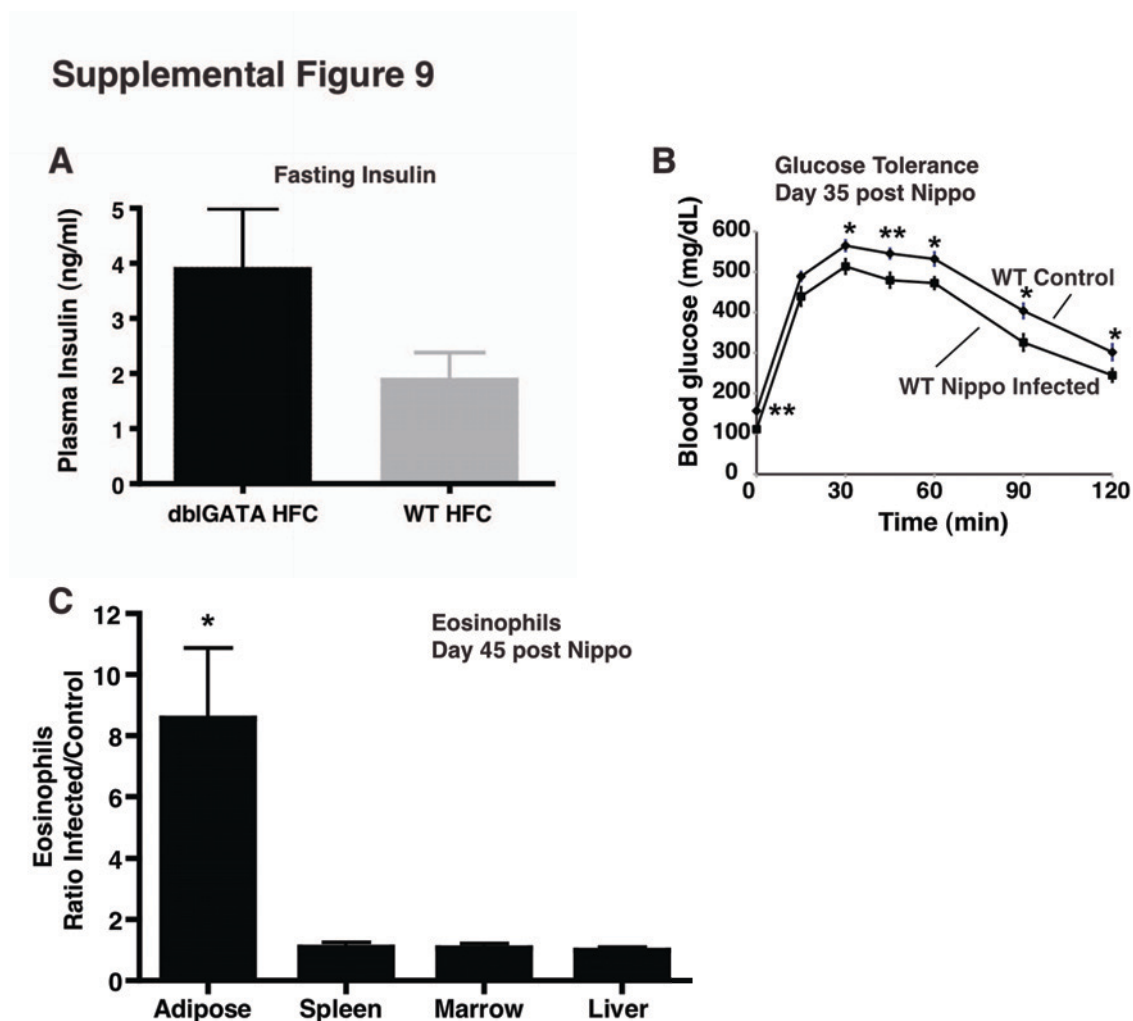 Supplemental Figure 9
A
Fasting Insulin
Plasma Insulin (ng/ml)
5
4
3
2
1
0
dblGATA HFC
WT HFC
B
Glucose Tolerance
Day 35 post Nippo
Blood glucose (mg/dL)
600
500
400
300
200
100
0
*
**
*
*
*
**
WT Control
WT Nippo Infected
0
30
60
90
120
Time (min)
C
Eosinophils
Day 45 post Nippo
Eosinophils
Ratio Infected/Control
12
10
8
6
4
2
0
*
Adipose
Spleen
Marrow
Liver